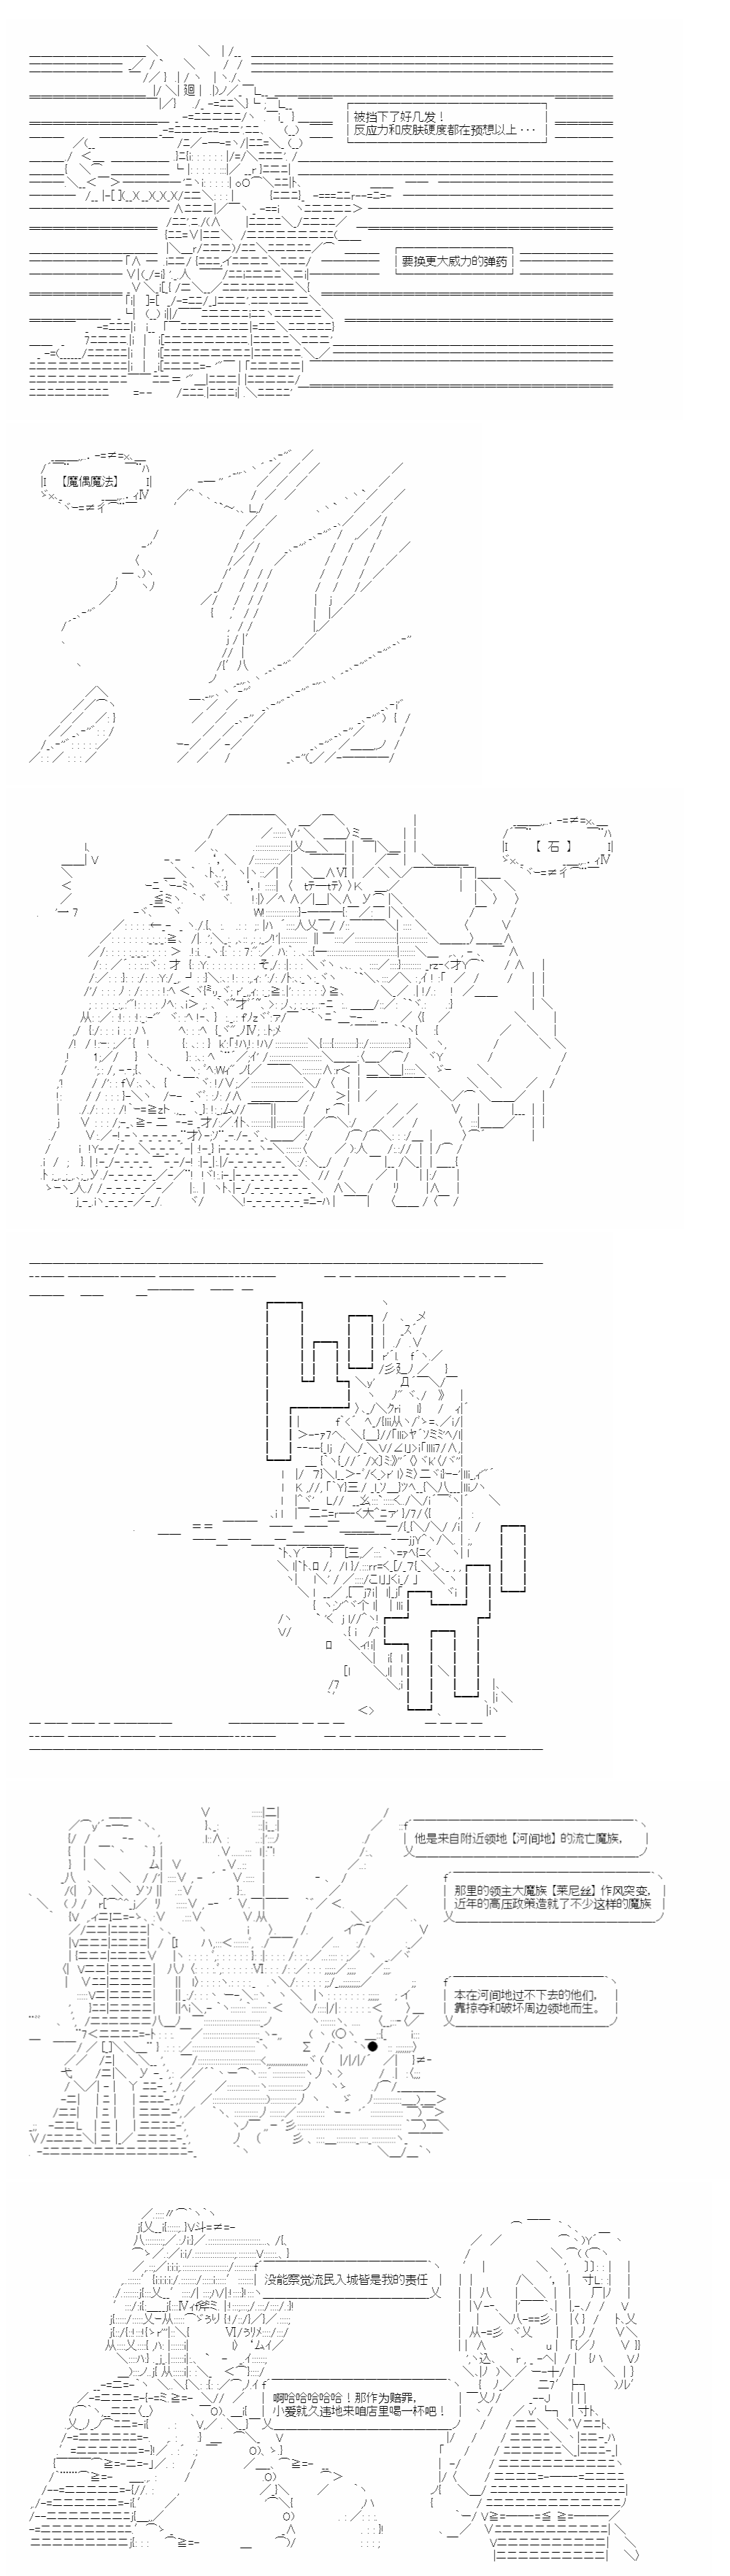 被挡下了好几发！
反应力和皮肤硬度都在预想以上・・・
要换更大威力的弹药
【魔偶魔法】
【 石 】
他是来自附近领地【河间地】的流亡魔族，
那里的领主大魔族【莱尼丝】作风突变，
近年的高压政策造就了不少这样的魔族
本在河间地过不下去的他们，
靠掠夺和破坏周边领地而生。
没能察觉流民入城皆是我的责任
啊哈哈哈哈哈！那作为赔罪，
小爱就久违地来咱店里喝一杯吧！